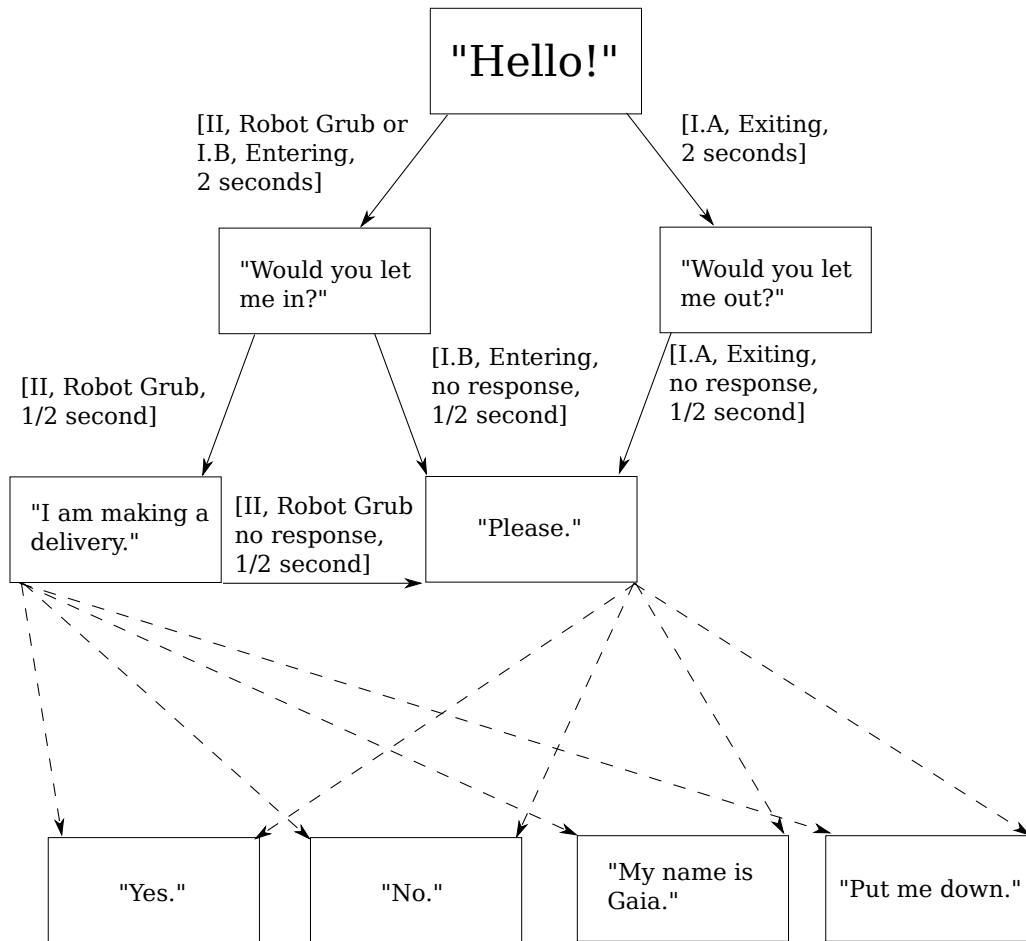 "Hello!"
[II, Robot Grub or
I.B, Entering,
2 seconds]
[I.A, Exiting,
2 seconds]
"Would you let
me in?"
"Would you let
me out?"
[II, Robot Grub,
1/2 second]
[I.B, Entering,
no response,
1/2 second]
[I.A, Exiting,
no response,
1/2 second]
"I am making a
delivery."
[II, Robot Grub
no response,
1/2 second]
"Please."
"Yes."
"No."
"My name is
Gaia."
"Put me down."